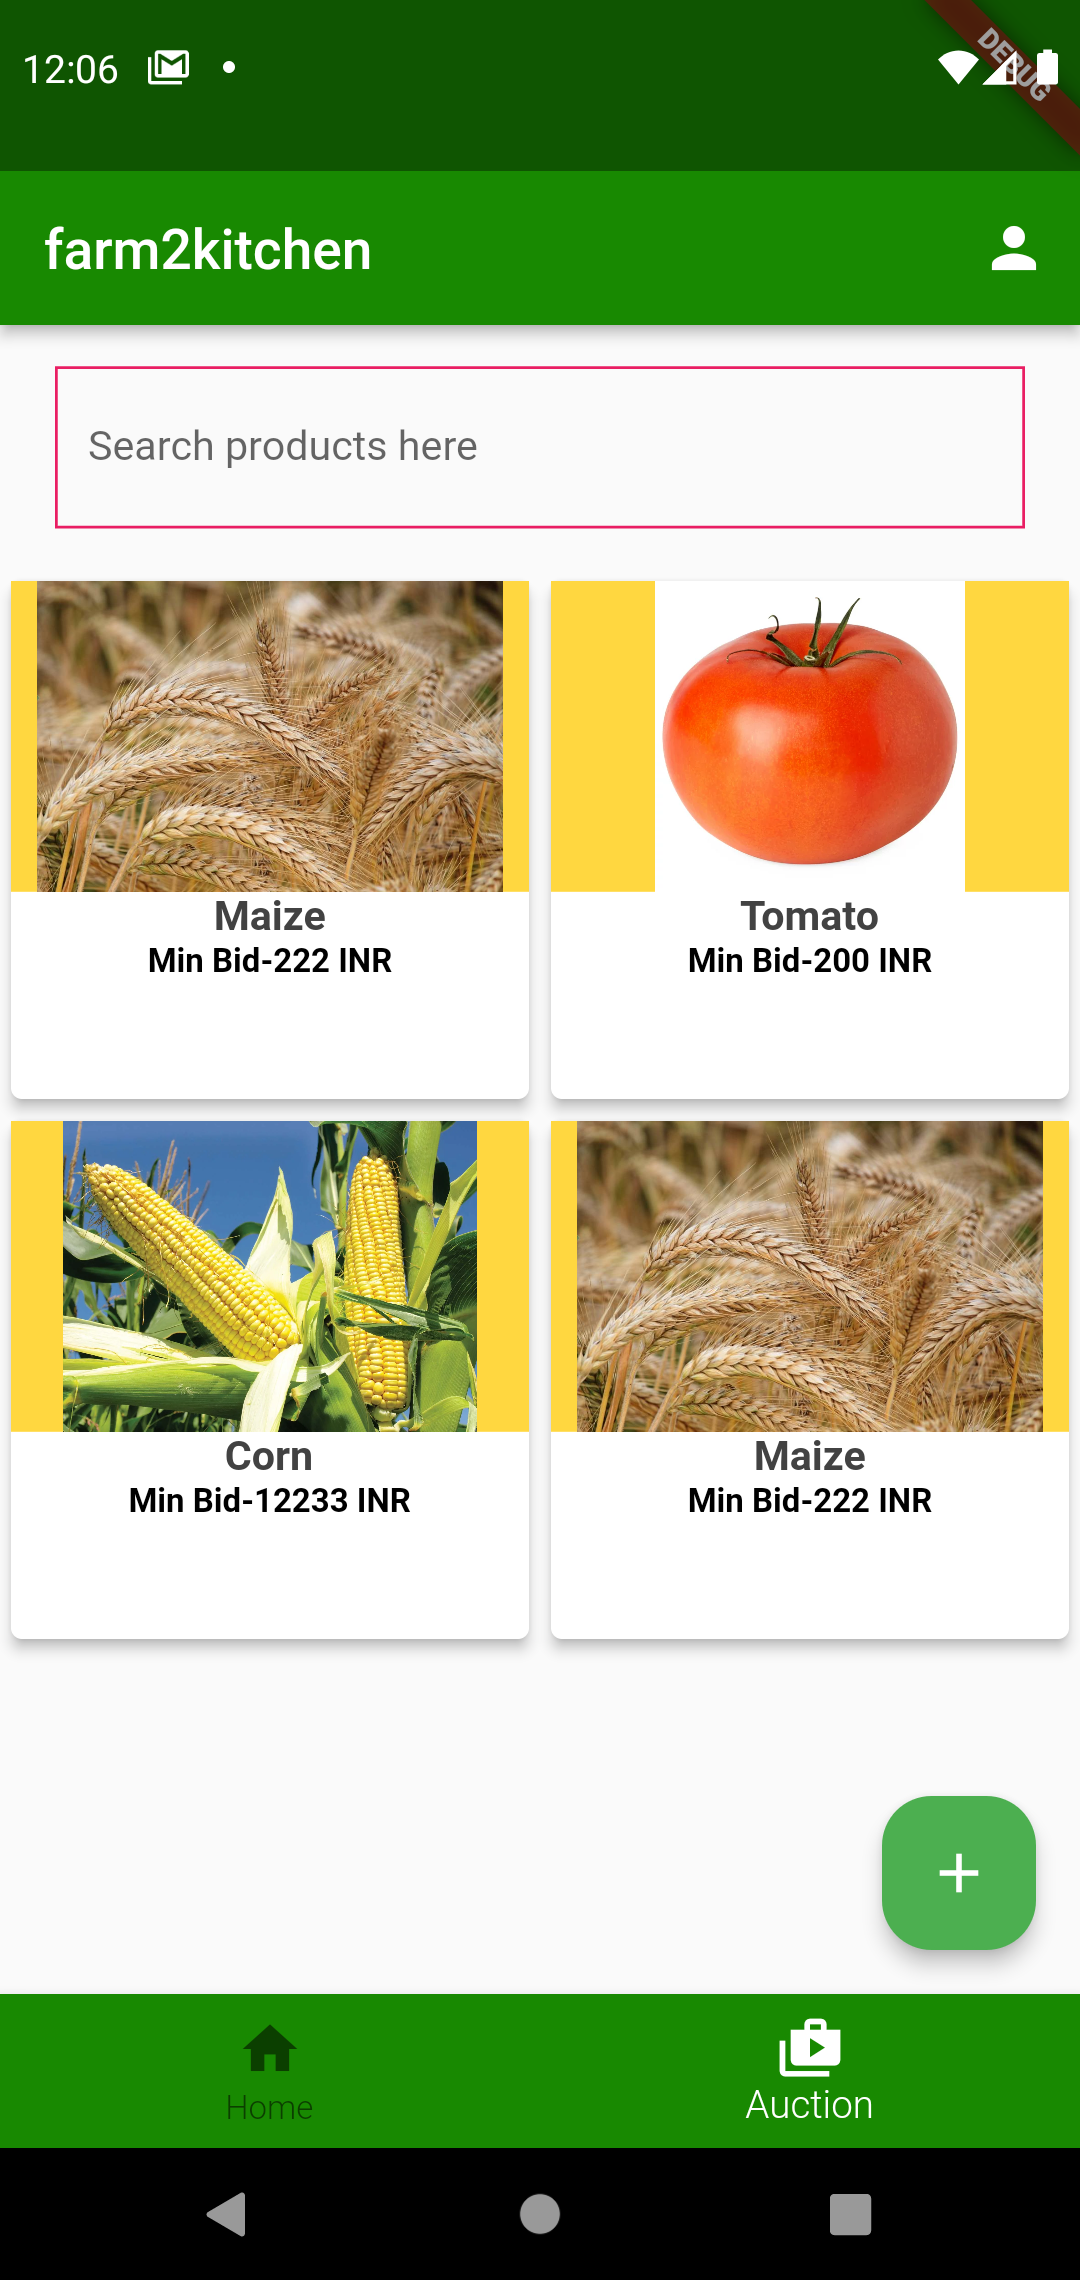 12:06
DEBUG
farm2kitchen
Search products here
Maize
Min Bid-222 INR
Tomato
Min Bid-200 INR
Corn
Min Bid-12233 INR
Maize
Min Bid-222 INR
Home
Auction